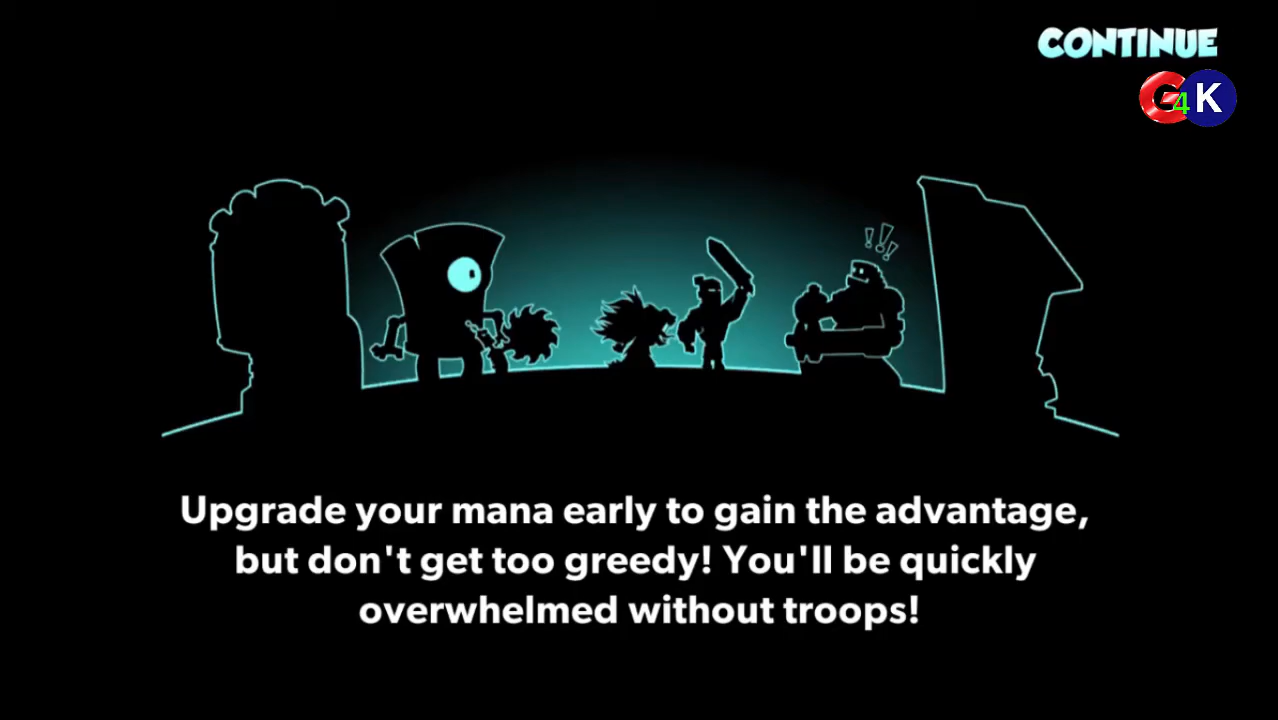 CONTINUE
G4K
Upgrade your mana early to gain the advantage,
but don't get too greedy! You'll be quickly
overwhelmed without troops!